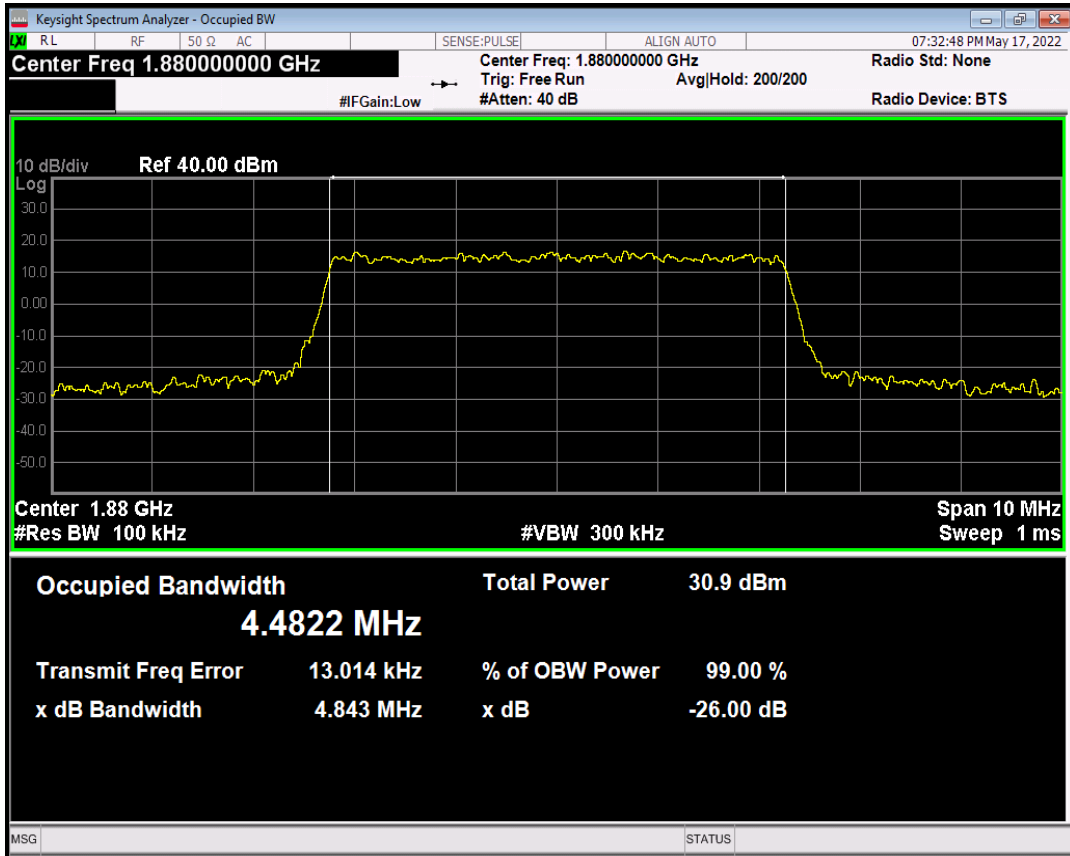 Keysight Spectrum Analyzer - Occupied BW
LXI RL RF 50 Ω AC SENSE:PULSE ALIGN AUTO 07:32:48 PM May 17, 2022
Center Freq 1.880000000 GHz Center Freq: 1.880000000 GHz Radio Std: None
Trig: Free Run Avg|Hold: 200/200
#IFGain:Low #Atten: 40 dB Radio Device: BTS
10 dB/div Ref 40.00 dBm
Log
30.0
20.0
10.0
0.00
-10.0
-20.0
-30.0
-40.0
-50.0
Center 1.88 GHz Span 10 MHz
#Res BW 100 kHz #VBW 300 kHz Sweep 1 ms
Occupied Bandwidth Total Power 30.9 dBm
4.4822 MHz
Transmit Freq Error 13.014 kHz % of OBW Power 99.00 %
x dB Bandwidth 4.843 MHz x dB -26.00 dB
MSG STATUS